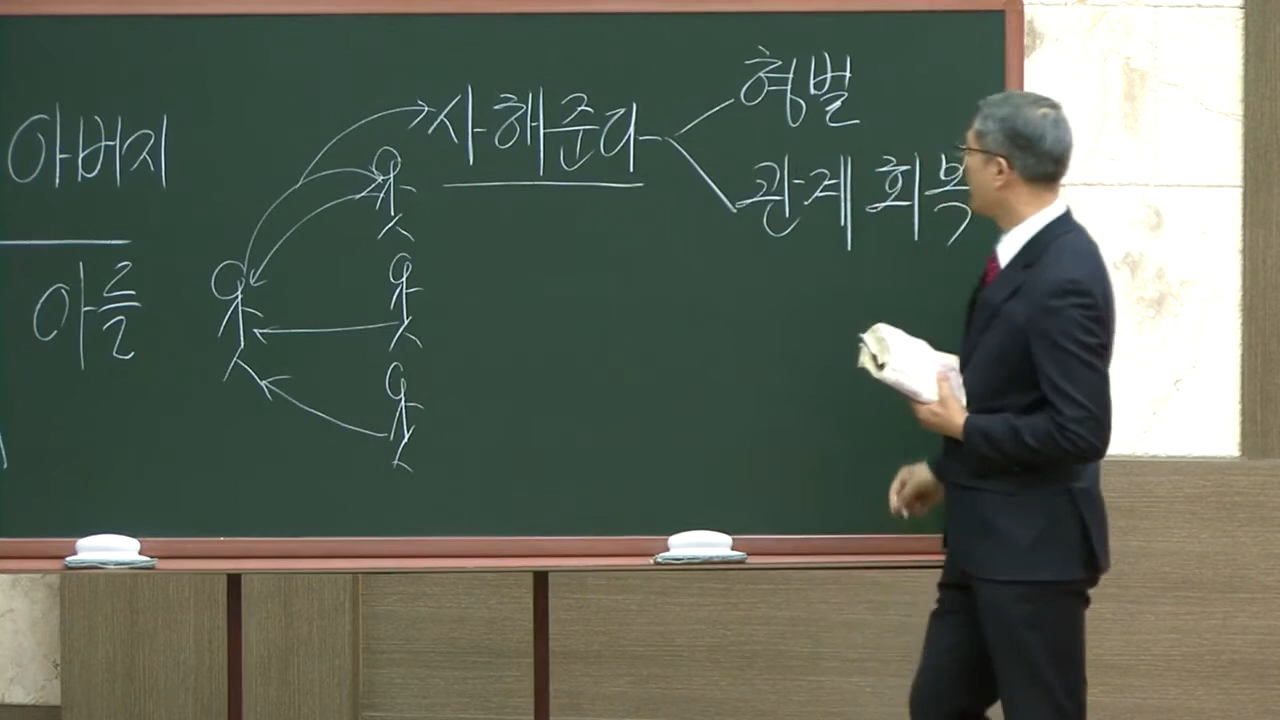 아버지
아들
사해준다
형벌
관계 회복